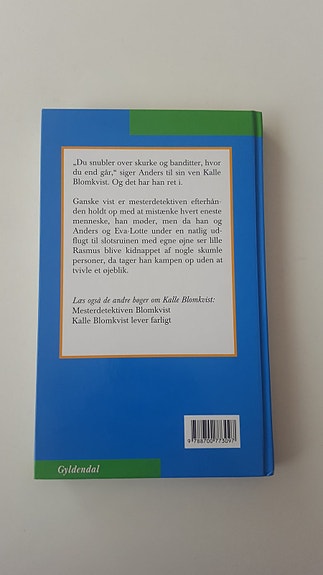 „Du snubler over skurke og banditter, hvor
du end går,“ siger Anders til sin ven Kalle
Blomkvist. Og det har han ret i.
Ganske vist er mesterdetektiven efterhån-
den holdt op med at mistænke hvert eneste
menneske, han møder, men da han og
Anders og Eva-Lotte under en natlig ud-
flugt til slotsruinen med egne øjne ser lille
Rasmus blive kidnappet af nogle skumle
personer, da tager han kampen op uden at
tvivle et øjeblik.
Læs også de andre bøger om Kalle Blomkvist:
Mesterdetektiven Blomkvist
Kalle Blomkvist lever farligt
9 788700 773097
Gyldendal